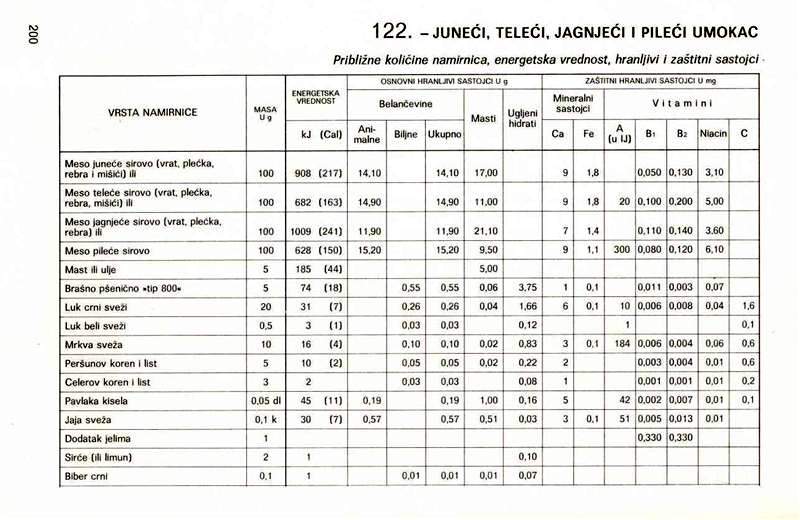 200
122. – JUNEĆI, TELEĆI, JAGNJEĆI I PILEĆI UMOKAC
Približne količine namirnica, energetska vrednost, hranljivi i zaštitni sastojci
VRSTA NAMIRNICE
MASA
U g
ENERGETSKA
VREDNOST
kJ (Cal)
OSNOVNI HRANLJIVI SASTOJCI U g
Belančevine
Ani-
malne
Biljne
Ukupno
Masti
Ugljeni
hidrati
ZAŠTITNI HRANLJIVI SASTOJCI U mg
Mineralni
sastojci
Ca
Fe
Vitamini
A
(u IJ)
B1
B2
Niacin
C
Meso juneće sirovo (vrat, plećka,
rebra i mišići) ili 100 908 (217) 14,10 14,10 17,00 9 1,8 0,050 0,130 3,10
Meso teleće sirovo (vrat, plećka,
rebra, mišići) ili 100 682 (163) 14,90 14,90 11,00 9 1,8 20 0,100 0,200 5,00
Meso jagnjeće sirovo (vrat, plećka,
rebra) ili 100 1009 (241) 11,90 11,90 21,10 7 1,4 0,110 0,140 3,60
Meso pileće sirovo 100 628 (150) 15,20 15,20 9,50 9 1,1 300 0,080 0,120 6,10
Mast ili ulje 5 185 (44) 5,00
Brašno pšenično »tip 800« 5 74 (18) 0,55 0,55 0,06 3,75 1 0,1 0,011 0,003 0,07
Luk crni sveži 20 31 (7) 0,26 0,26 0,04 1,66 6 0,1 10 0,006 0,008 0,04 1,6
Luk beli sveži 0,5 3 (1) 0,03 0,03 0,12 1 0,1
Mrkva sveža 10 16 (4) 0,10 0,10 0,02 0,83 3 0,1 184 0,006 0,004 0,06 0,6
Peršunov koren i list 5 10 (2) 0,05 0,05 0,02 0,22 2 0,003 0,004 0,01 0,6
Celerov koren i list 3 2 0,03 0,03 0,08 1 0,001 0,001 0,01 0,2
Pavlaka kisela 0,05 dl 45 (11) 0,19 0,19 1,00 0,16 5 42 0,002 0,007 0,01 0,1
Jaja sveža 0,1 k 30 (7) 0,57 0,57 0,51 0,03 3 0,1 51 0,005 0,013 0,01
Dodatak jelima 1 0,330 0,330
Sirće (ili limun) 2 1 0,10
Biber crni 0,1 1 0,01 0,01 0,01 0,07